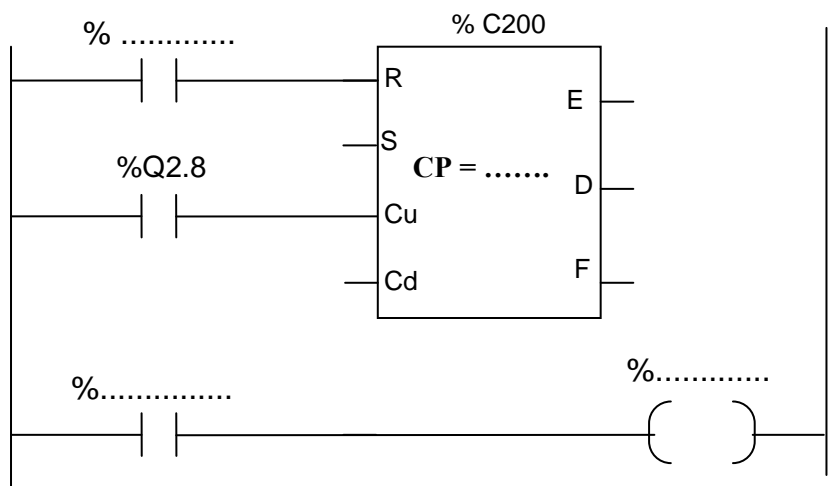 % .............
% C200
R
E
S
%Q2.8
CP = .......
D
Cu
Cd
F
%...............
%.............